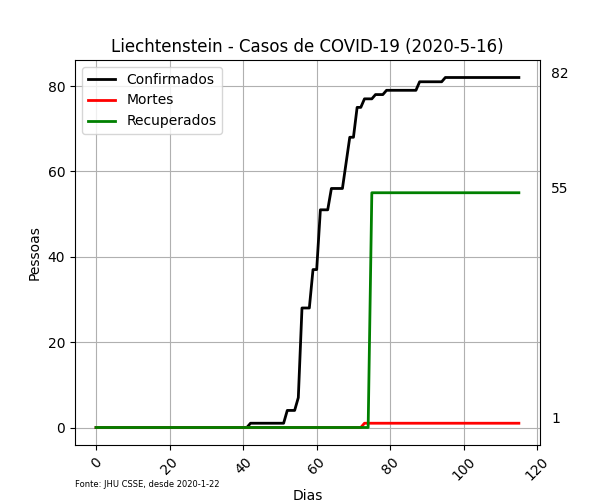 Liechtenstein - Casos de COVID-19 (2020-5-16)
Confirmados
Mortes
Recuperados
82
55
1
Pessoas
80
60
40
20
0
0
20
40
60
80
100
120
Fonte: JHU CSSE, desde 2020-1-22
Dias